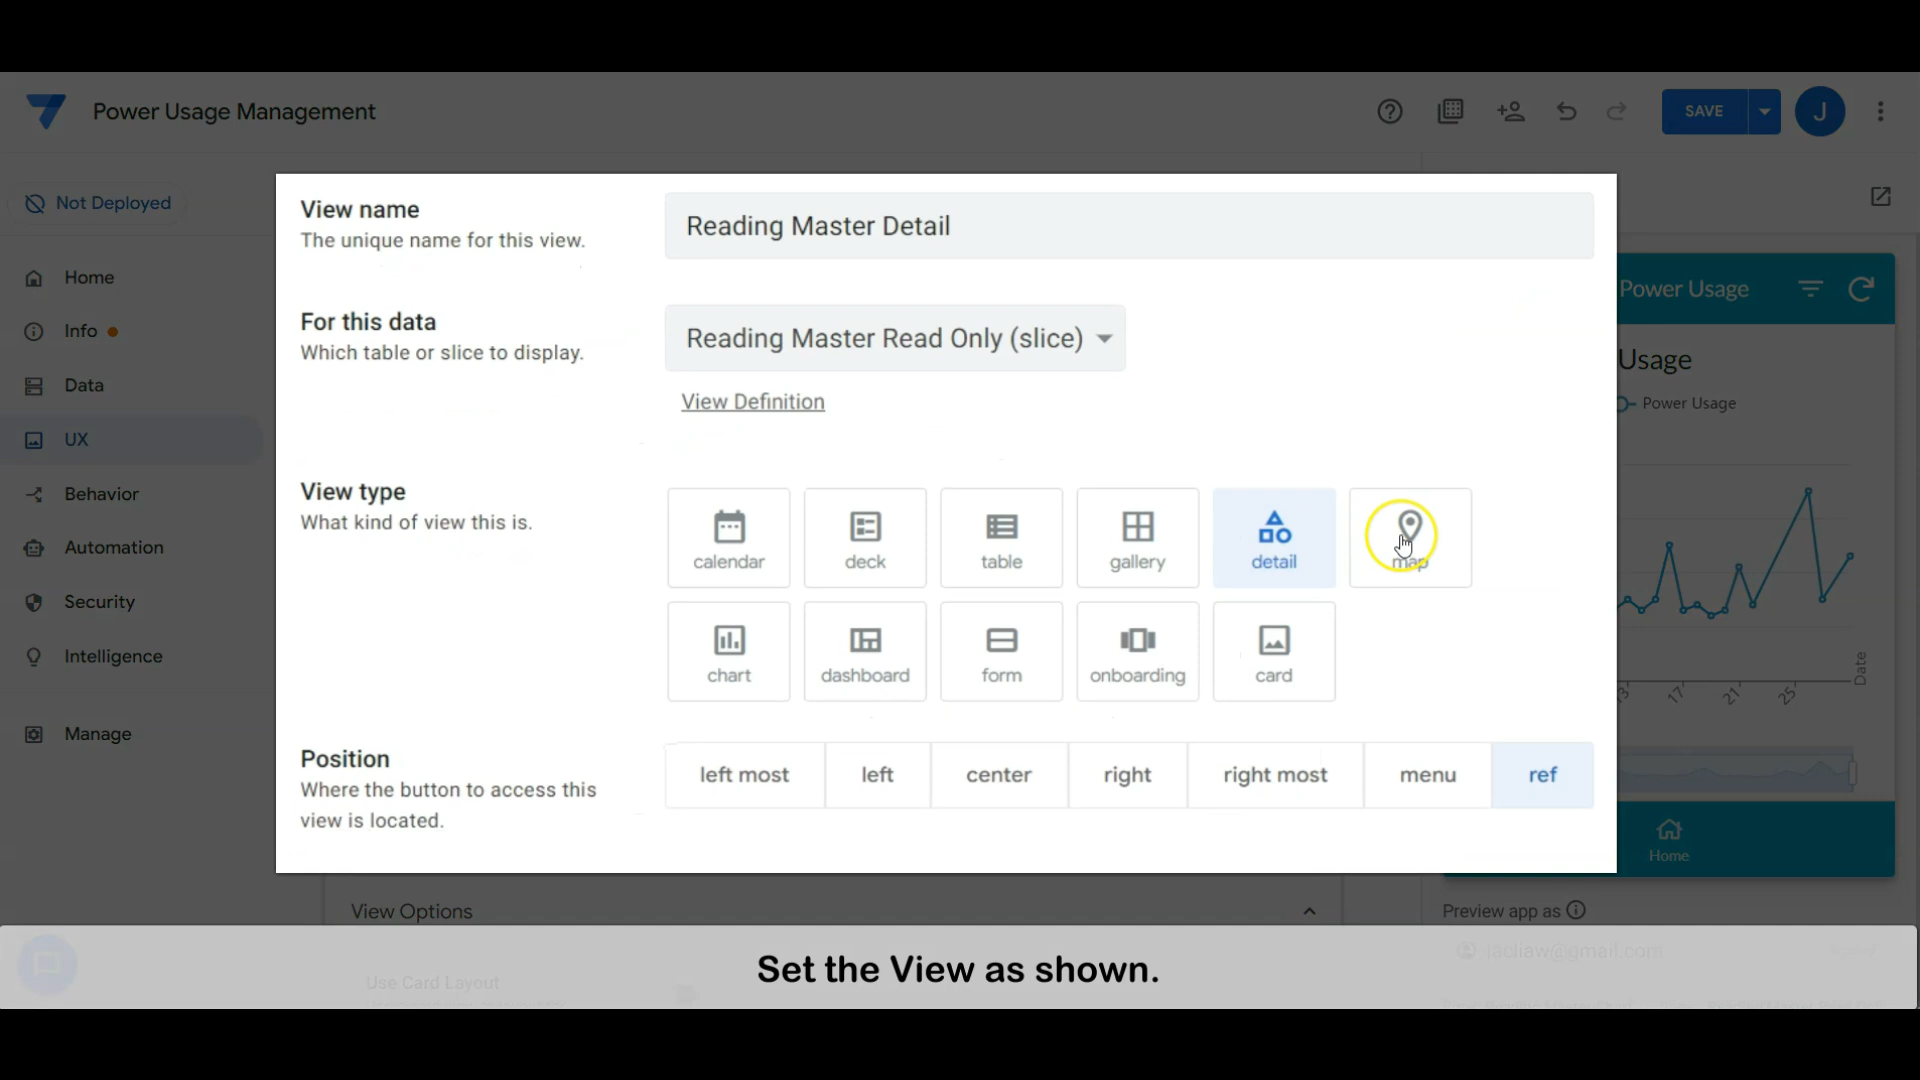 Power Usage Management
SAVE
J
Not Deployed
Home
Info
Data
UX
Behavior
Automation
Security
Intelligence
Manage
View name
The unique name for this view.
Reading Master Detail
For this data
Which table or slice to display.
Reading Master Read Only (slice)
View Definition
View type
What kind of view this is.
calendar
deck
table
gallery
detail
map
chart
dashboard
form
onboarding
card
Position
Where the button to access this
view is located.
left most
left
center
right
right most
menu
ref
Power Usage
Usage
Power Usage
Date
17
21
25
Home
View Options
Preview app as
Use Card Layout
Set the View as shown.